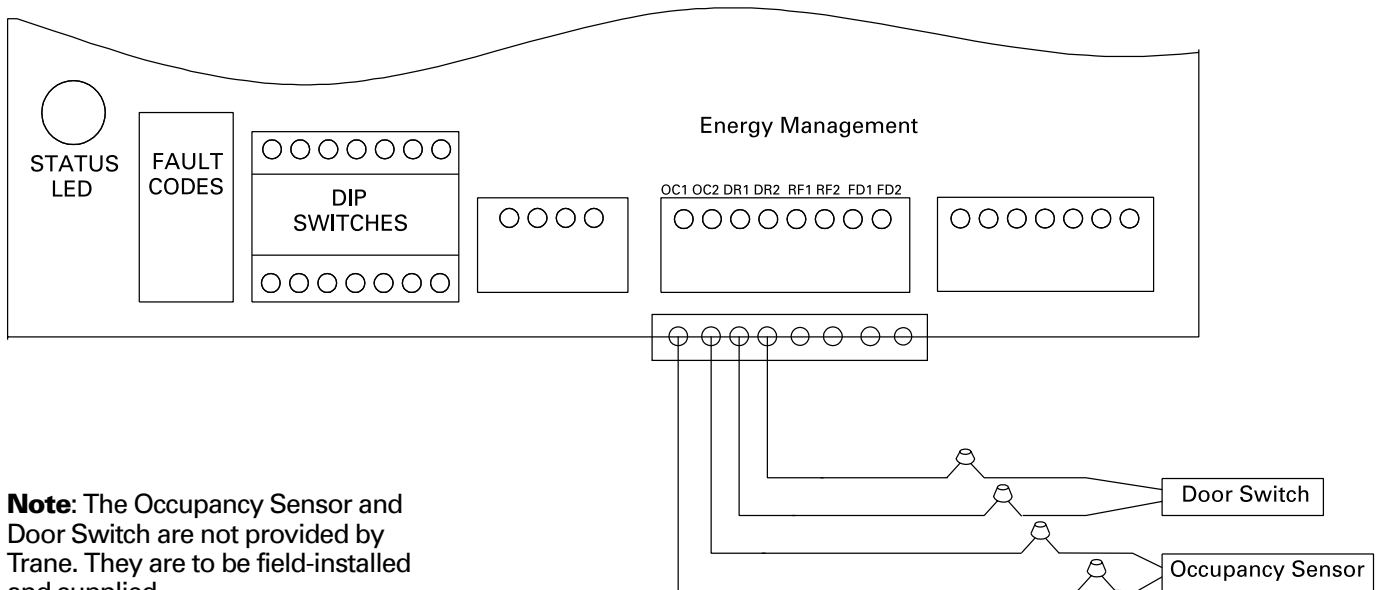 Energy Management
STATUS
LED
FAULT
CODES
DIP
SWITCHES
OC1 OC2 DR1 DR2 RF1 RF2 FD1 FD2
Note: The Occupancy Sensor and
Door Switch are not provided by
Trane. They are to be field-installed
and supplied
Door Switch
Occupancy Sensor